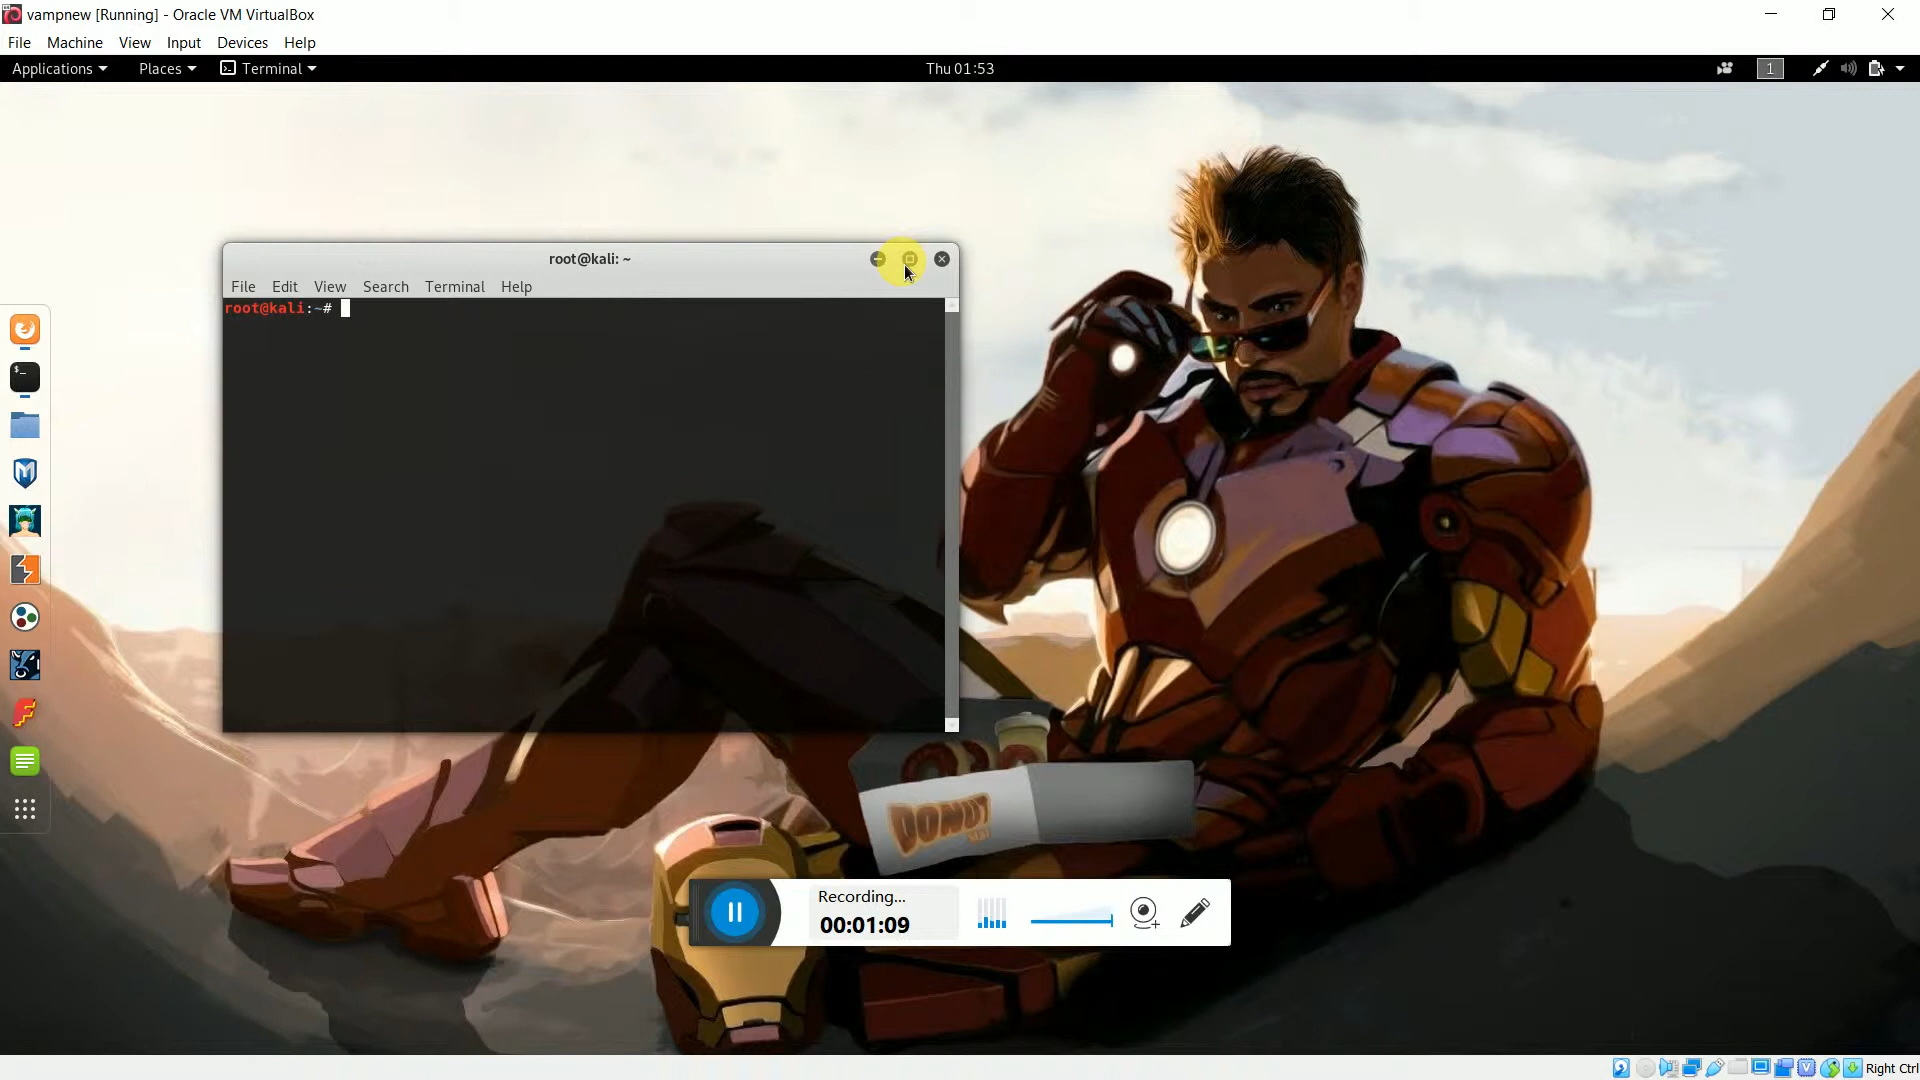 vampnew [Running] - Oracle VM VirtualBox
File Machine View Input Devices Help
Applications Places Terminal Thu 01:53 1
root@kali: ~
File Edit View Search Terminal Help
root@kali:~#
$_
DONUT
Recording...
00:01:09
Right Ctrl